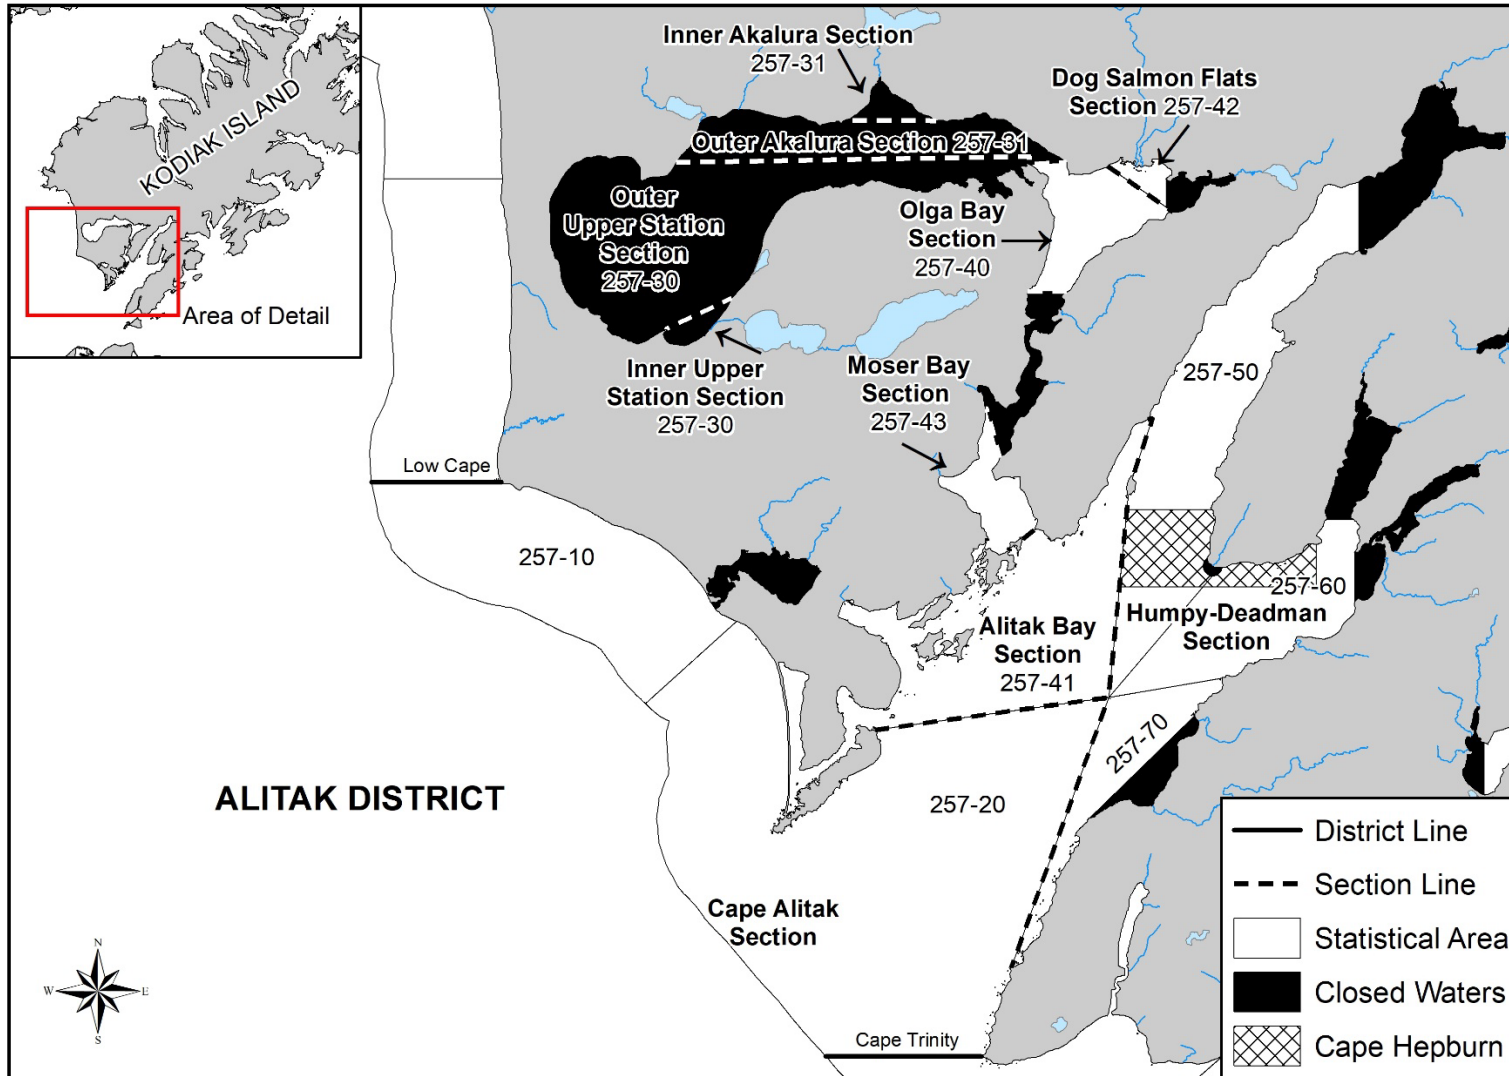 KODIAK ISLAND
Area of Detail
Inner Akalura Section
257-31
Dog Salmon Flats
Section 257-42
Outer Akalura Section 257-31
Outer
Upper Station
Section
257-30
Olga Bay
Section
257-40
Inner Upper
Station Section
257-30
Moser Bay
Section
257-43
257-50
Low Cape
257-10
257-60
Humpy-Deadman
Section
Alitak Bay
Section
257-41
257-70
257-20
ALITAK DISTRICT
Cape Alitak
Section
Cape Trinity
N
W
E
S
District Line
Section Line
Statistical Area
Closed Waters
Cape Hepburn